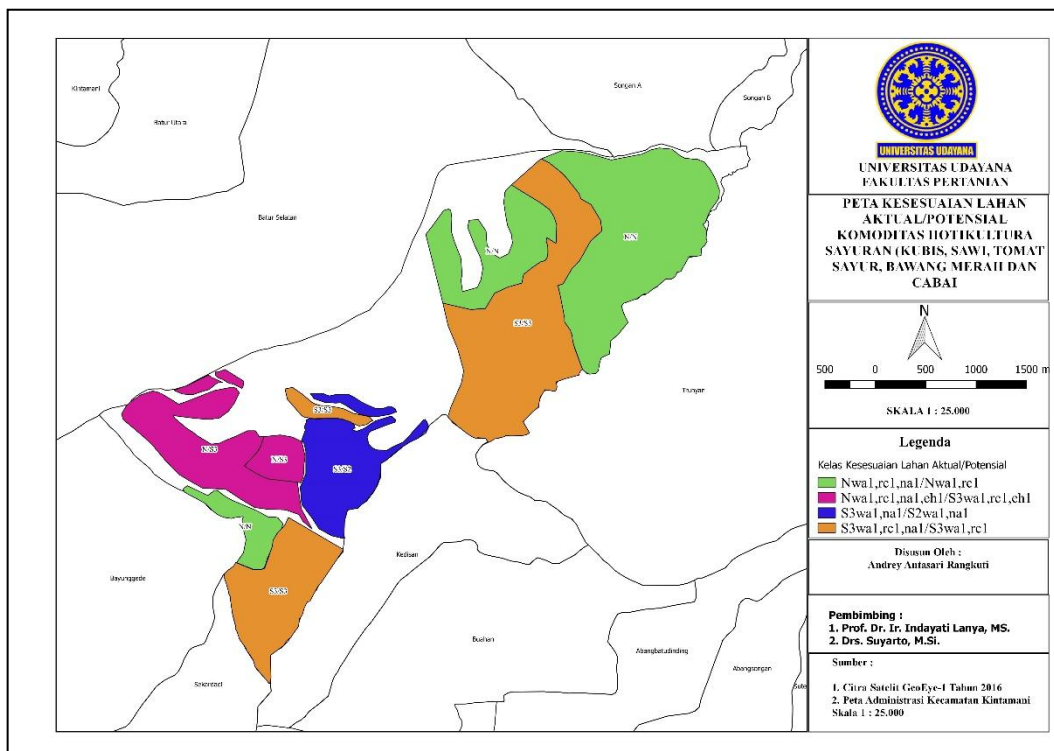 Kintamani
Batur Utara
Songan A
Songan B
Batur Selatan
N/N
N/N
S3/S3
Trunyan
S3/S3
N/S3
N/S3
S3/S2
N/N
S3/S3
Kedisan
Bayunggede
Buahan
Sekardadi
Abangbatudinding
Abangsongan
Sute
UNIVERSITAS UDAYANA
UNIVERSITAS UDAYANA
FAKULTAS PERTANIAN
PETA KESESUAIAN LAHAN
AKTUAL/POTENSIAL
KOMODITAS HOTIKULTURA
SAYURAN (KUBIS, SAWI, TOMAT
SAYUR, BAWANG MERAH DAN
CABAI
N
500 0 500 1000 1500 m
SKALA 1 : 25.000
Legenda
Kelas Kesesuaian Lahan Aktual/Potensial
Nwa1,rc1,na1/Nwa1,rc1
Nwa1,rc1,na1,eh1/S3wa1,rc1,eh1
S3wa1,na1/S2wa1,na1
S3wa1,rc1,na1/S3wa1,rc1
Disusun Oleh :
Andrey Autasari Rangkuti
Pembimbing :
1. Prof. Dr. Ir. Indayati Lanya, MS.
2. Drs. Suyarto, M.Si.
Sumber :
1. Citra Satelit GeoEye-1 Tahun 2016
2. Peta Administrasi Kecamatan Kintamani
Skala 1 : 25.000